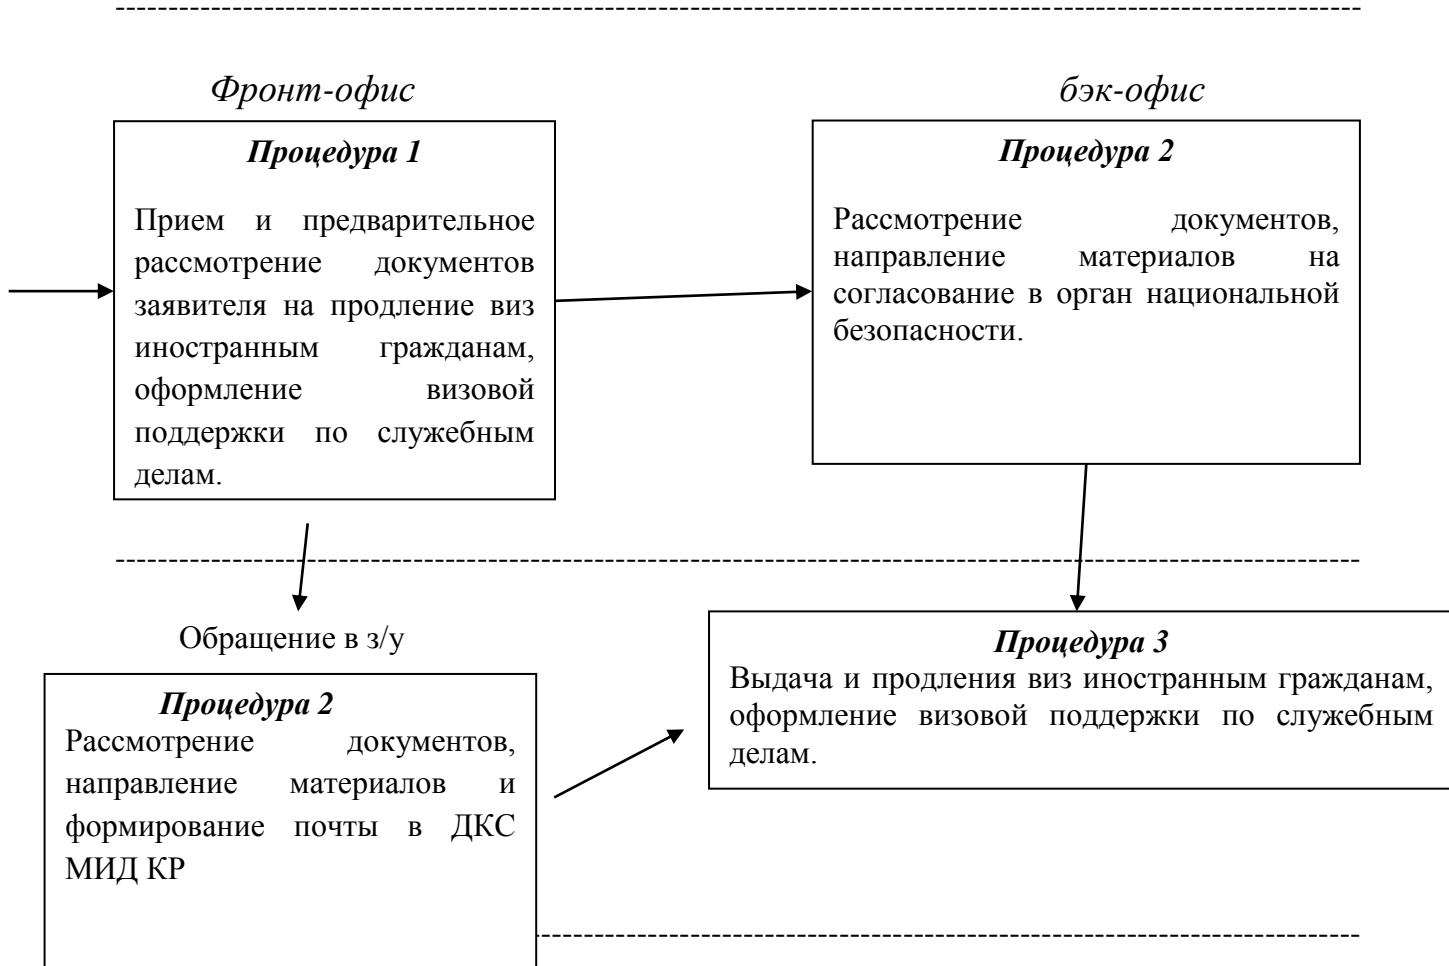 Фронт-офис
бэк-офис
Процедура 1
Прием и предварительное
рассмотрение документов
заявителя на продление виз
иностранным гражданам,
оформление визовой
поддержки по служебным
делам.
Процедура 2
Рассмотрение документов,
направление материалов на
согласование в орган национальной
безопасности.
Обращение в з/у
Процедура 2
Рассмотрение документов,
направление материалов и
формирование почты в ДКС
МИД КР
Процедура 3
Выдача и продления виз иностранным гражданам,
оформление визовой поддержки по служебным
делам.